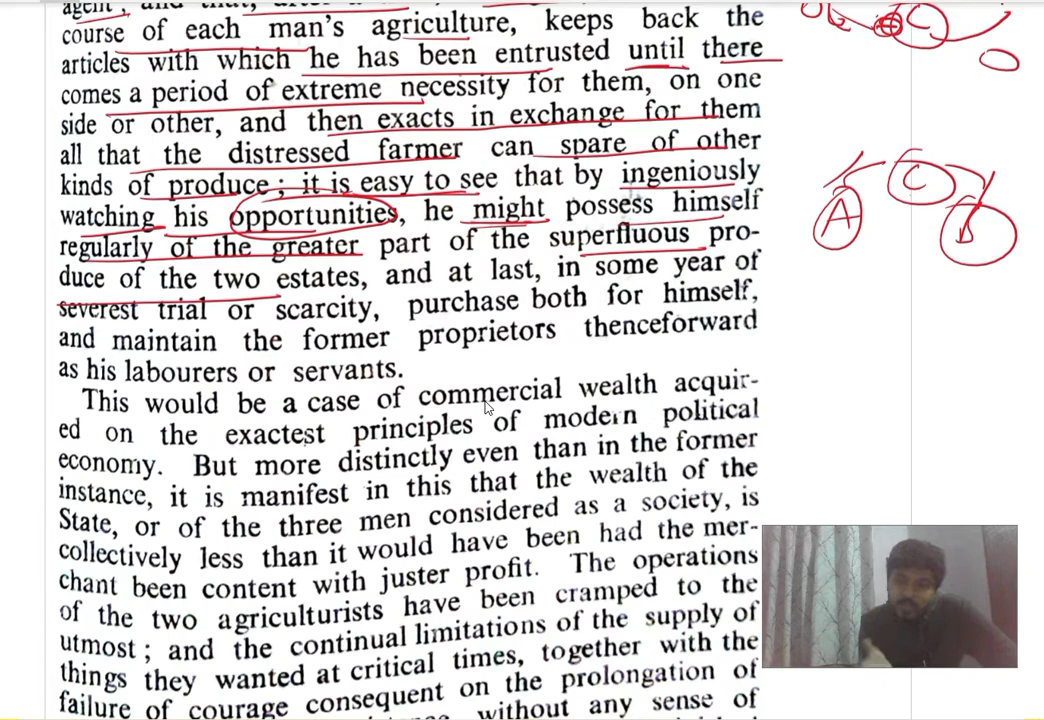 agent, and that, after
course of each man's agriculture, keeps back the
articles with which he has been entrusted until there
comes a period of extreme necessity for them, on one
side or other, and then exacts in exchange for them
all that the distressed farmer can spare of other
kinds of produce; it is easy to see that by ingeniously
watching his opportunities, he might possess himself
regularly of the greater part of the superfluous pro-
duce of the two estates, and at last, in some year of
severest trial or scarcity, purchase both for himself,
and maintain the former proprietors thenceforward
as his labourers or servants.
This would be a case of commercial wealth acquir-
ed on the exactest principles of modern political
economy. But more distinctly even than in the former
instance, it is manifest in this that the wealth of the
State, or of the three men considered as a society, is
collectively less than it would have been had the mer-
chant been content with juster profit. The operations
of the two agriculturists have been cramped to the
utmost; and the continual limitations of the supply of
things they wanted at critical times, together with the
failure of courage consequent on the prolongation of
without any sense of
C
C
A
B